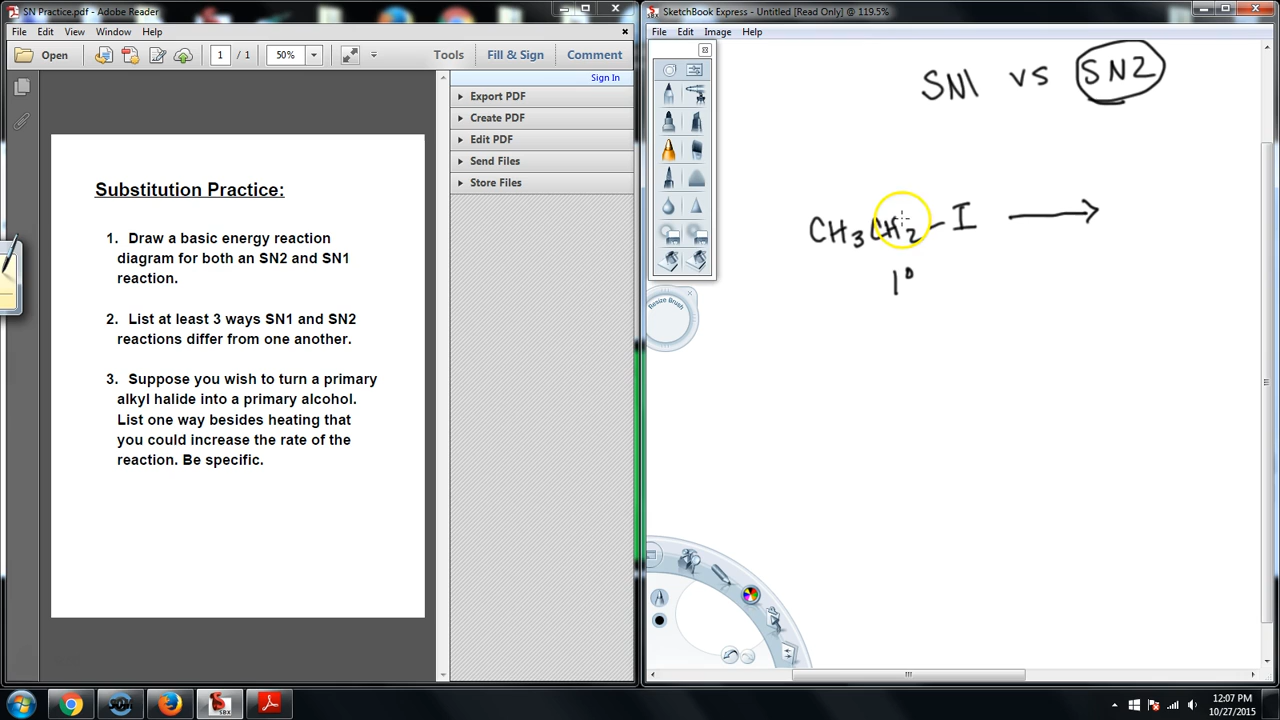 SN Practice.pdf - Adobe Reader
File Edit View Window Help
Open 1 / 1 50% Tools Fill & Sign Comment
Sign In
Export PDF
Create PDF
Edit PDF
Send Files
Store Files
Substitution Practice:
1. Draw a basic energy reaction
diagram for both an SN2 and SN1
reaction.
2. List at least 3 ways SN1 and SN2
reactions differ from one another.
3. Suppose you wish to turn a primary
alkyl halide into a primary alcohol.
List one way besides heating that
you could increase the rate of the
reaction. Be specific.
SketchBook Express - Untitled [Read Only] @ 119.5%
File Edit Image Help
SN1 vs SN2
CH3CH2-I
1°
Resize Brush
12:07 PM
10/27/2015